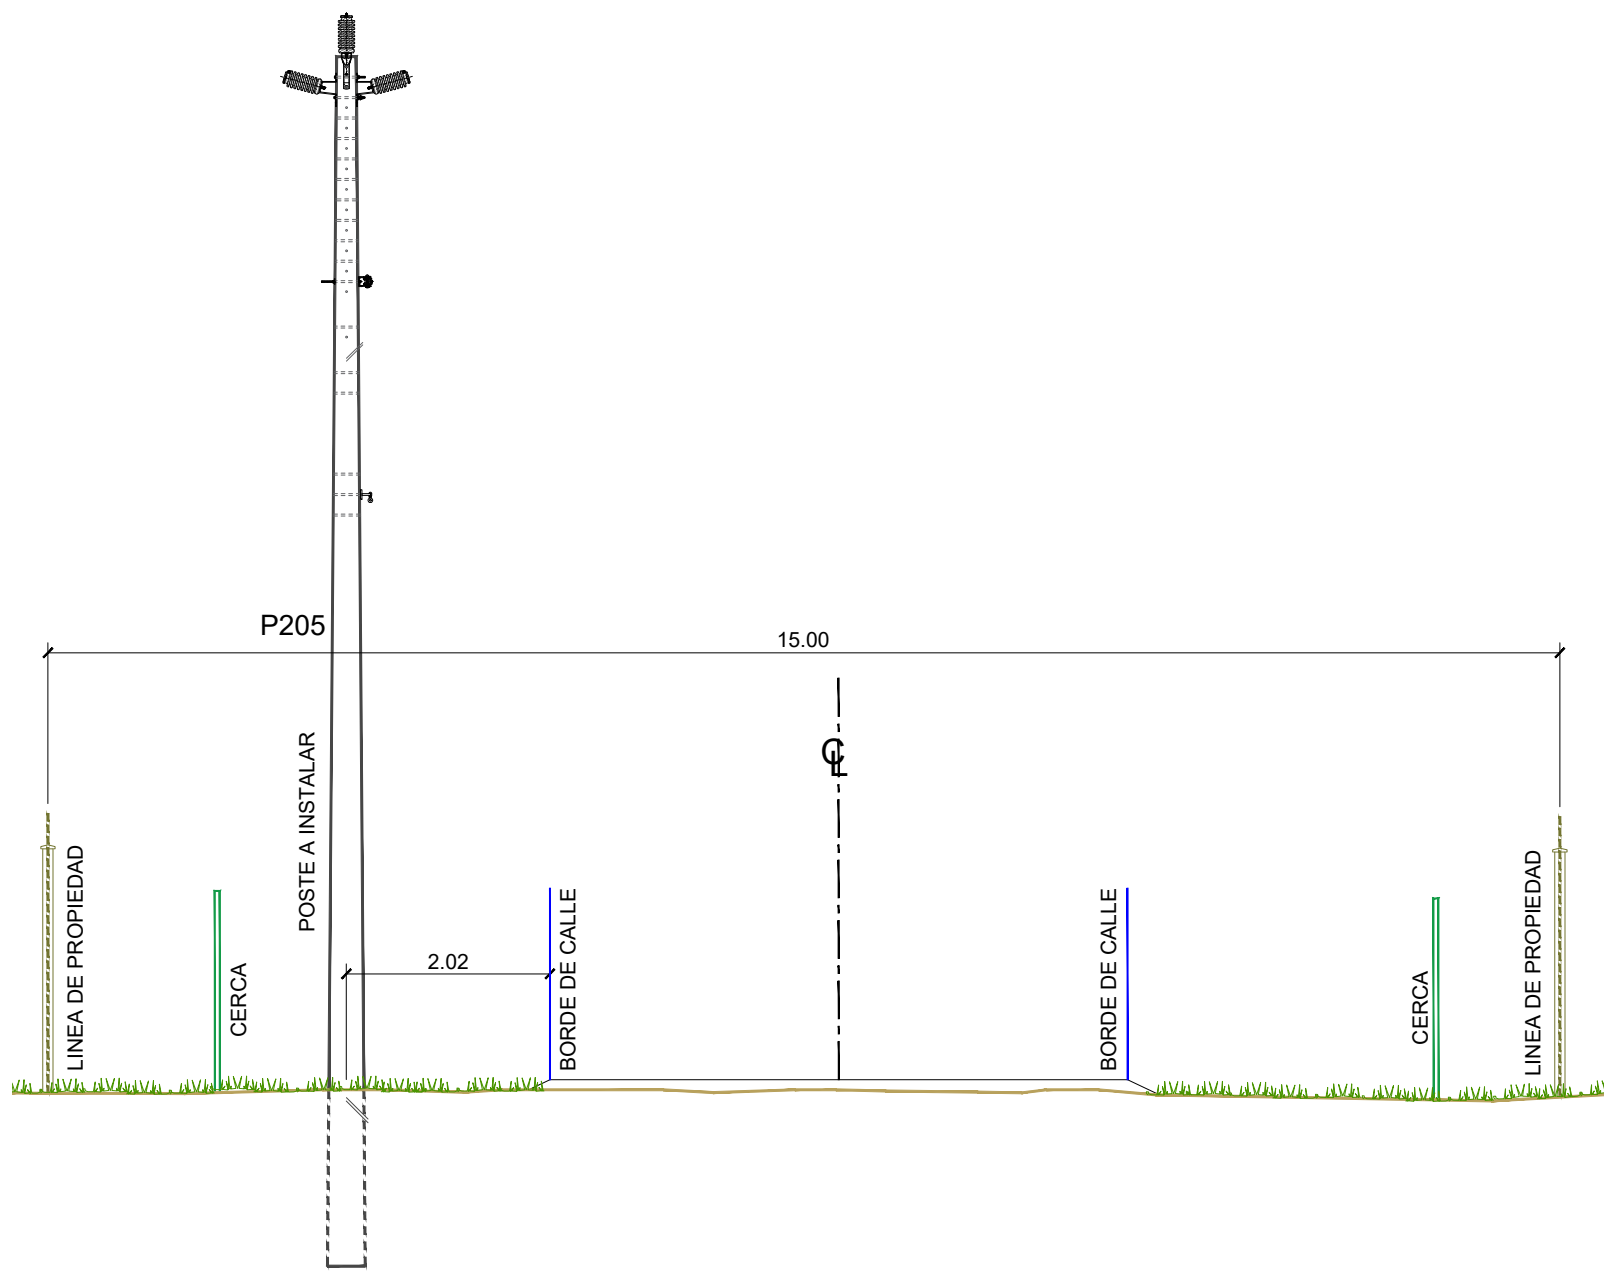 P205
15.00
POSTE A INSTALAR
℄
LINEA DE PROPIEDAD
CERCA
2.02
BORDE DE CALLE
BORDE DE CALLE
CERCA
LINEA DE PROPIEDAD